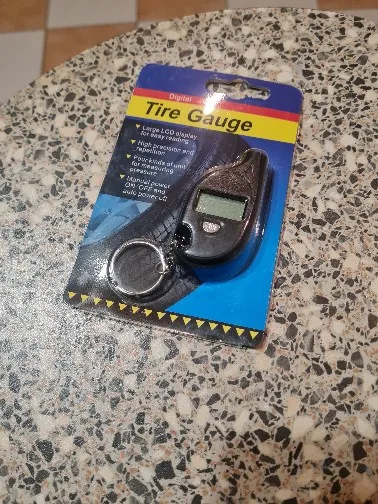 Digital
Tire Gauge
Large LCD display
for easy reading
High precision and
repetition
Four kinds of unit
for measuring
pressure
Manual power
ON/OFF and
auto power off